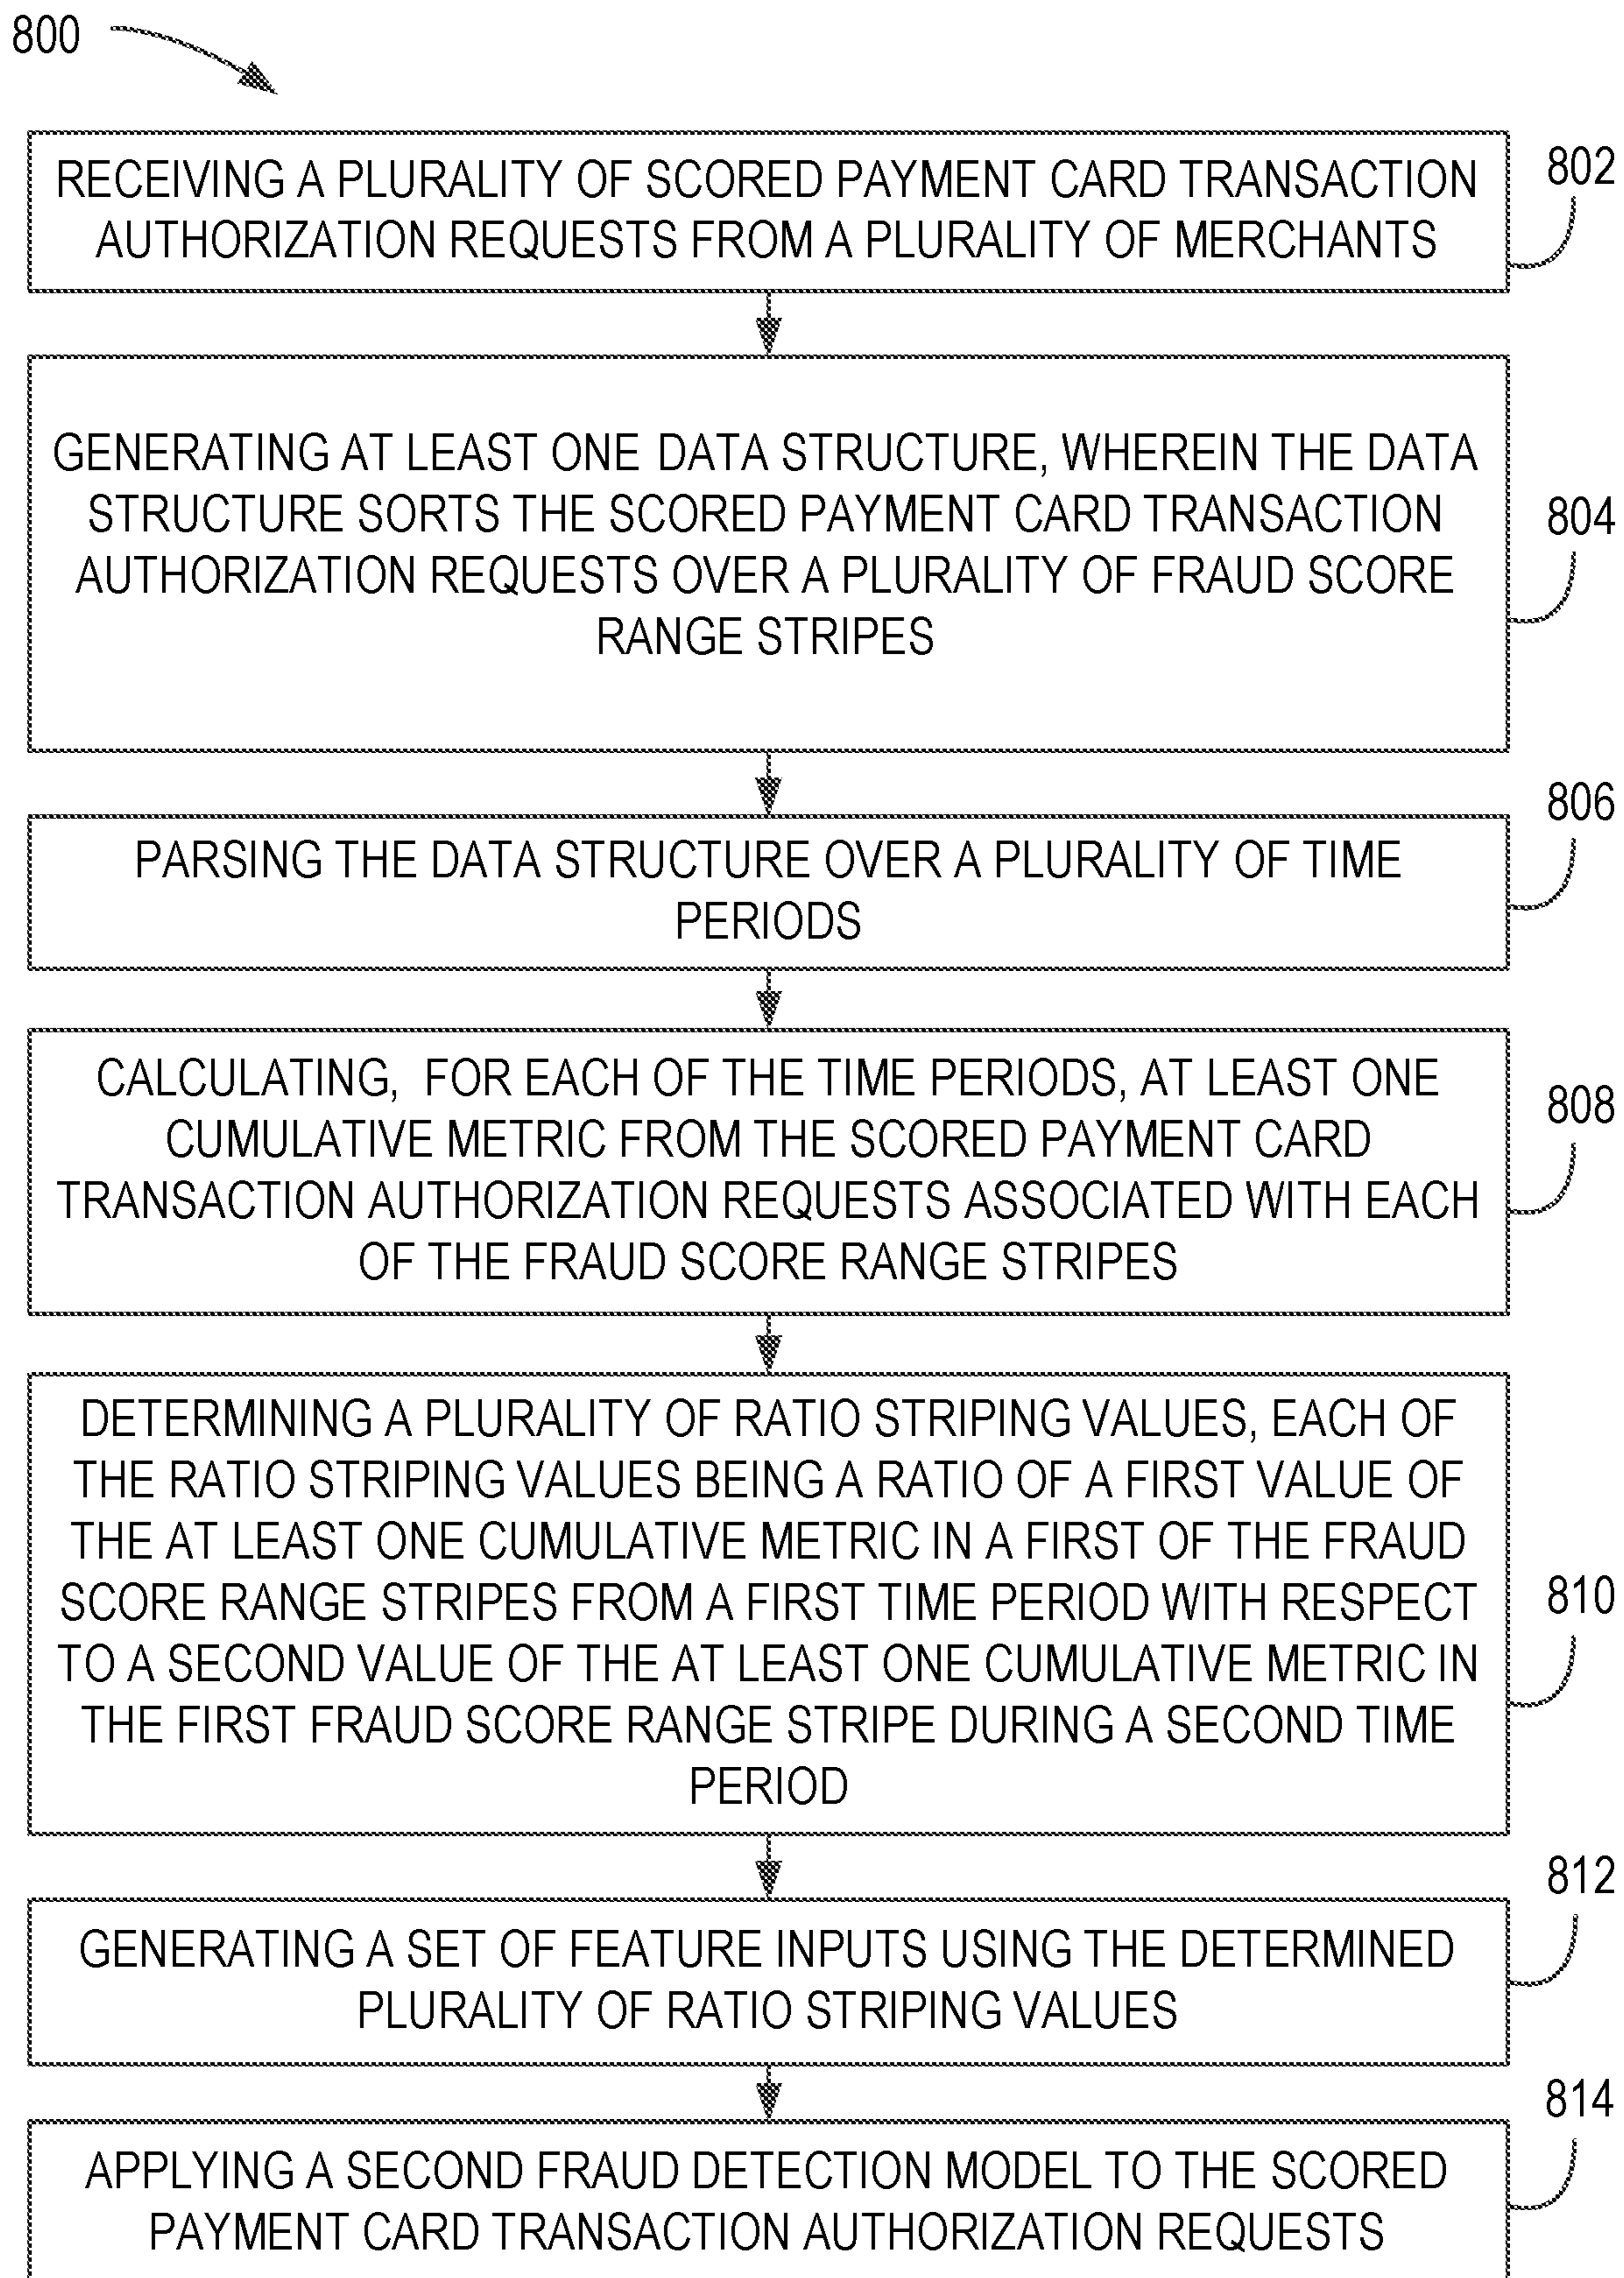 800
RECEIVING A PLURALITY OF SCORED PAYMENT CARD TRANSACTION
AUTHORIZATION REQUESTS FROM A PLURALITY OF MERCHANTS
802
GENERATING AT LEAST ONE DATA STRUCTURE, WHEREIN THE DATA
STRUCTURE SORTS THE SCORED PAYMENT CARD TRANSACTION
AUTHORIZATION REQUESTS OVER A PLURALITY OF FRAUD SCORE
RANGE STRIPES
804
PARSING THE DATA STRUCTURE OVER A PLURALITY OF TIME
PERIODS
806
CALCULATING, FOR EACH OF THE TIME PERIODS, AT LEAST ONE
CUMULATIVE METRIC FROM THE SCORED PAYMENT CARD
TRANSACTION AUTHORIZATION REQUESTS ASSOCIATED WITH EACH
OF THE FRAUD SCORE RANGE STRIPES
808
DETERMINING A PLURALITY OF RATIO STRIPING VALUES, EACH OF
THE RATIO STRIPING VALUES BEING A RATIO OF A FIRST VALUE OF
THE AT LEAST ONE CUMULATIVE METRIC IN A FIRST OF THE FRAUD
SCORE RANGE STRIPES FROM A FIRST TIME PERIOD WITH RESPECT
TO A SECOND VALUE OF THE AT LEAST ONE CUMULATIVE METRIC IN
THE FIRST FRAUD SCORE RANGE STRIPE DURING A SECOND TIME
PERIOD
810
GENERATING A SET OF FEATURE INPUTS USING THE DETERMINED
PLURALITY OF RATIO STRIPING VALUES
812
APPLYING A SECOND FRAUD DETECTION MODEL TO THE SCORED
PAYMENT CARD TRANSACTION AUTHORIZATION REQUESTS
814